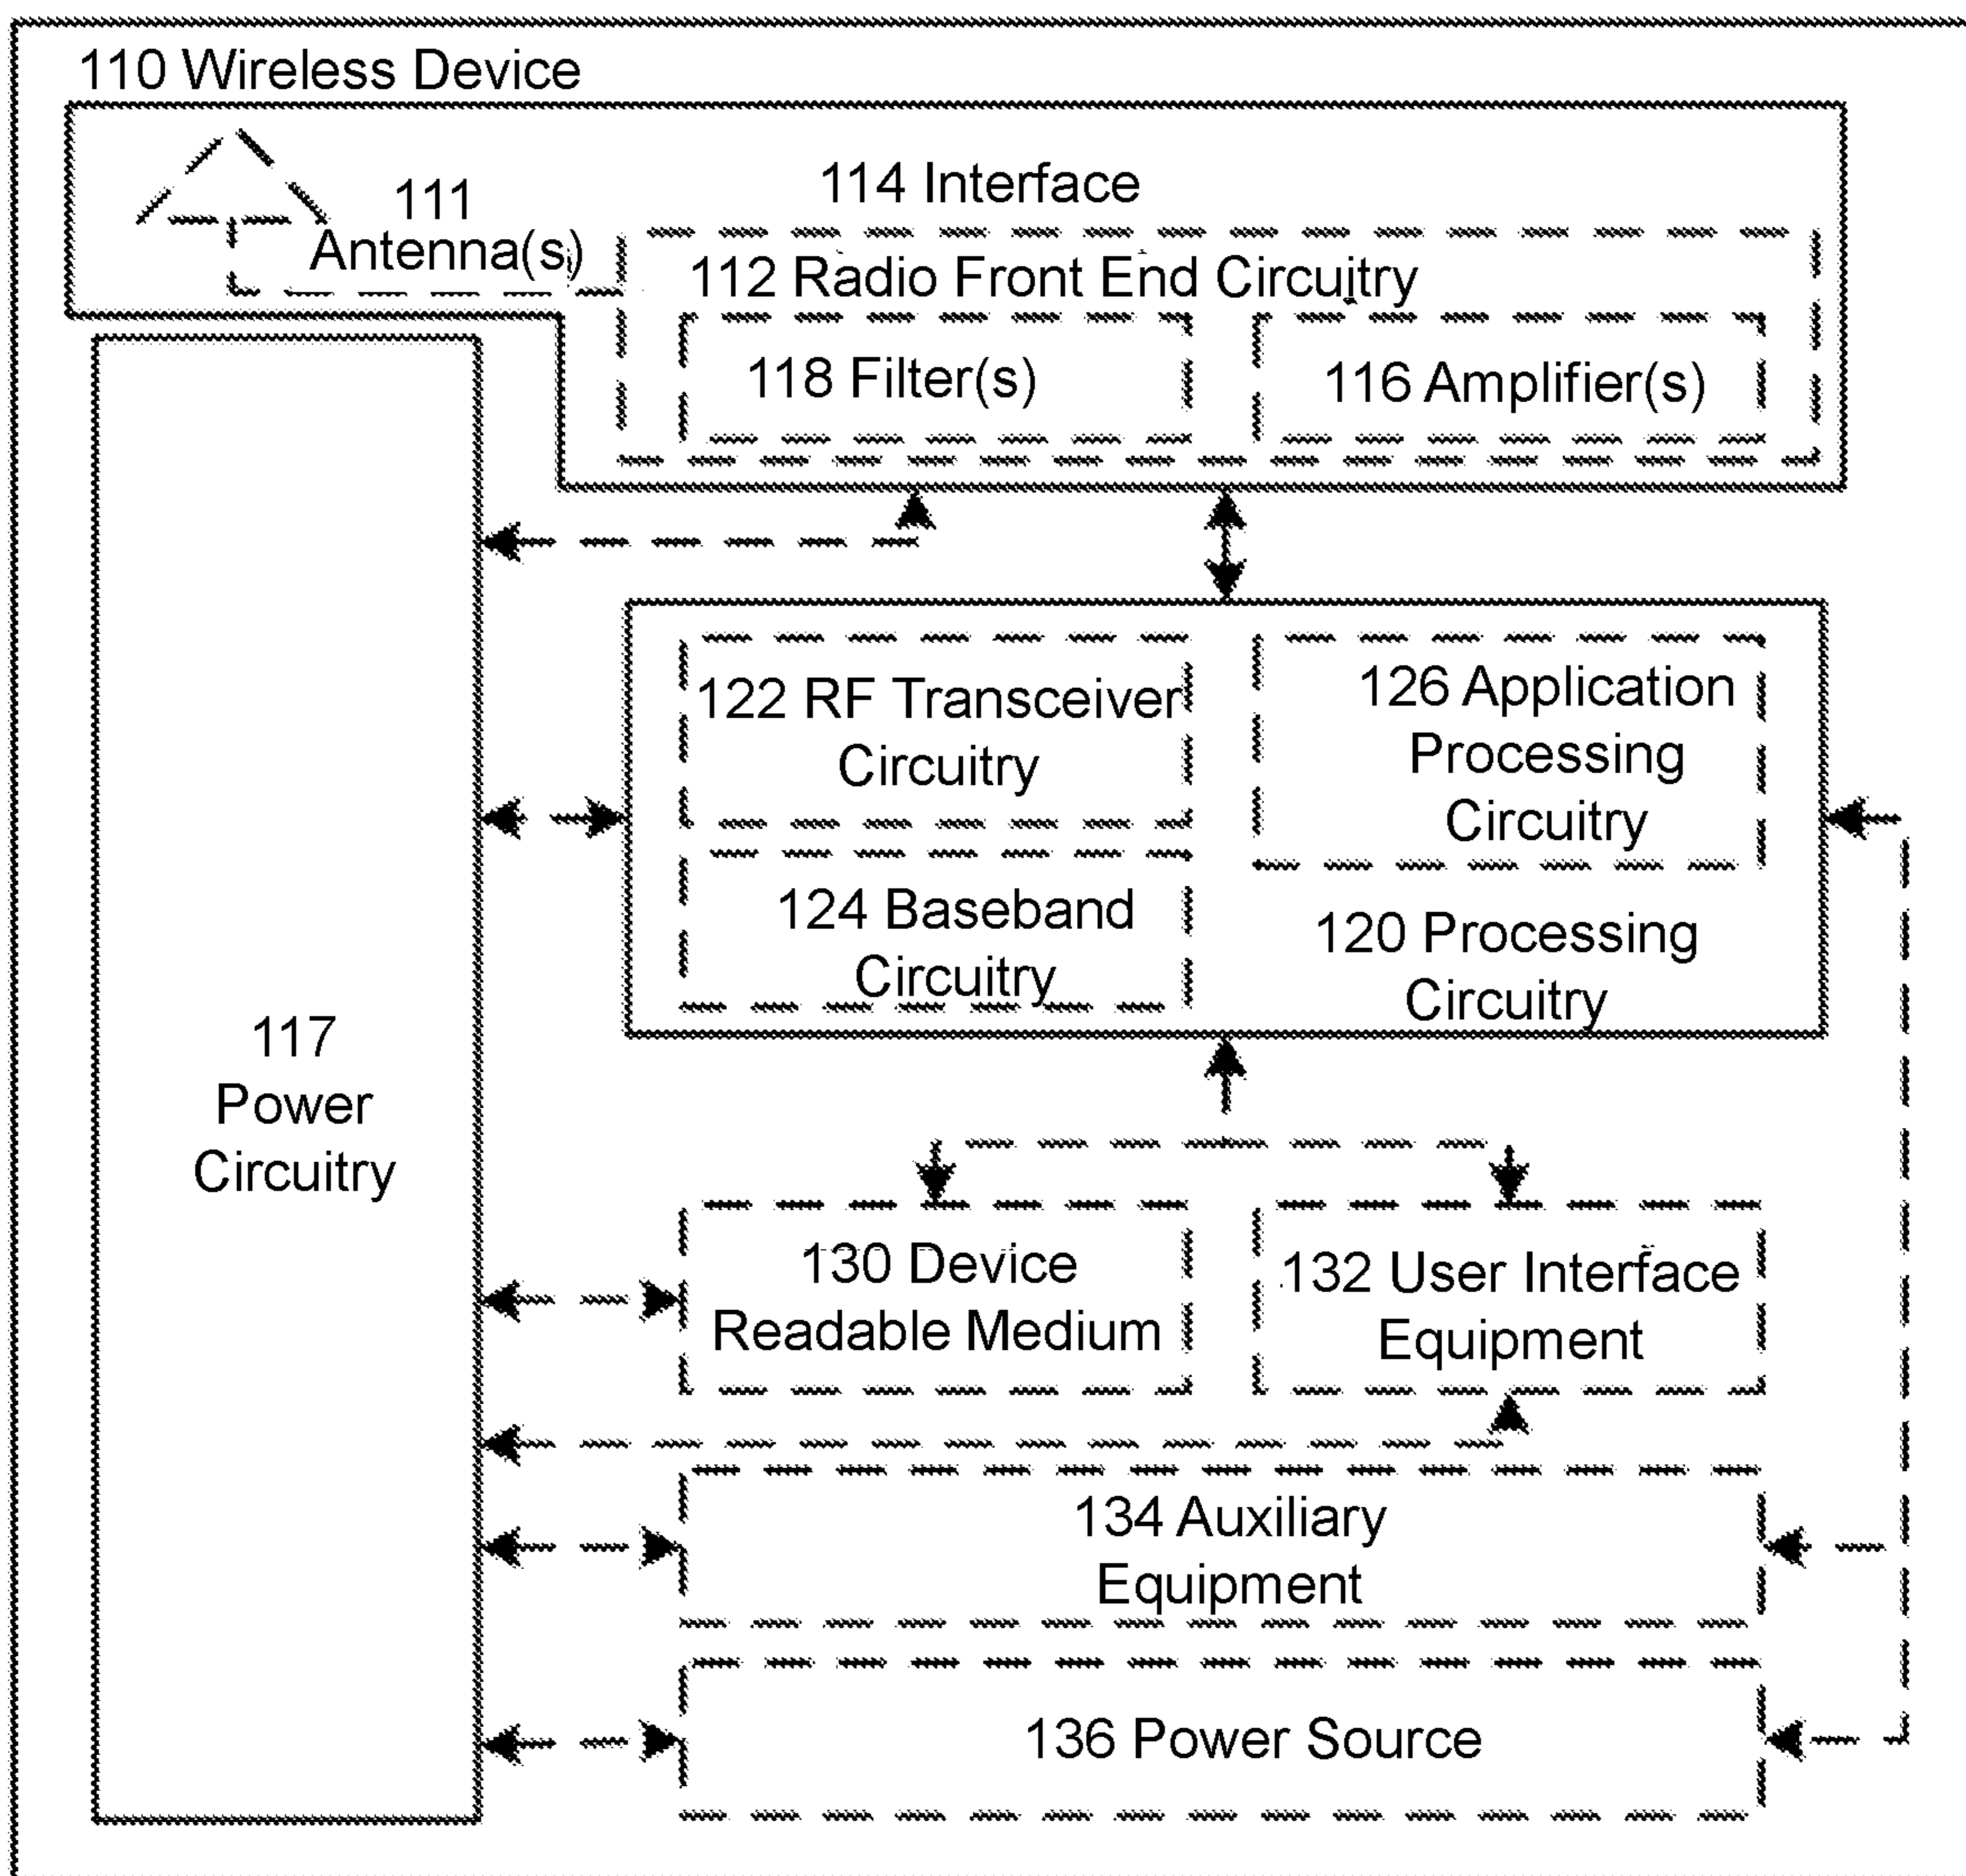 110 Wireless Device
111
Antenna(s)
114 Interface
112 Radio Front End Circuitry
118 Filter(s)
116 Amplifier(s)
122 RF Transceiver
Circuitry
126 Application
Processing
Circuitry
124 Baseband
Circuitry
120 Processing
Circuitry
117
Power
Circuitry
130 Device
Readable Medium
132 User Interface
Equipment
134 Auxiliary
Equipment
136 Power Source